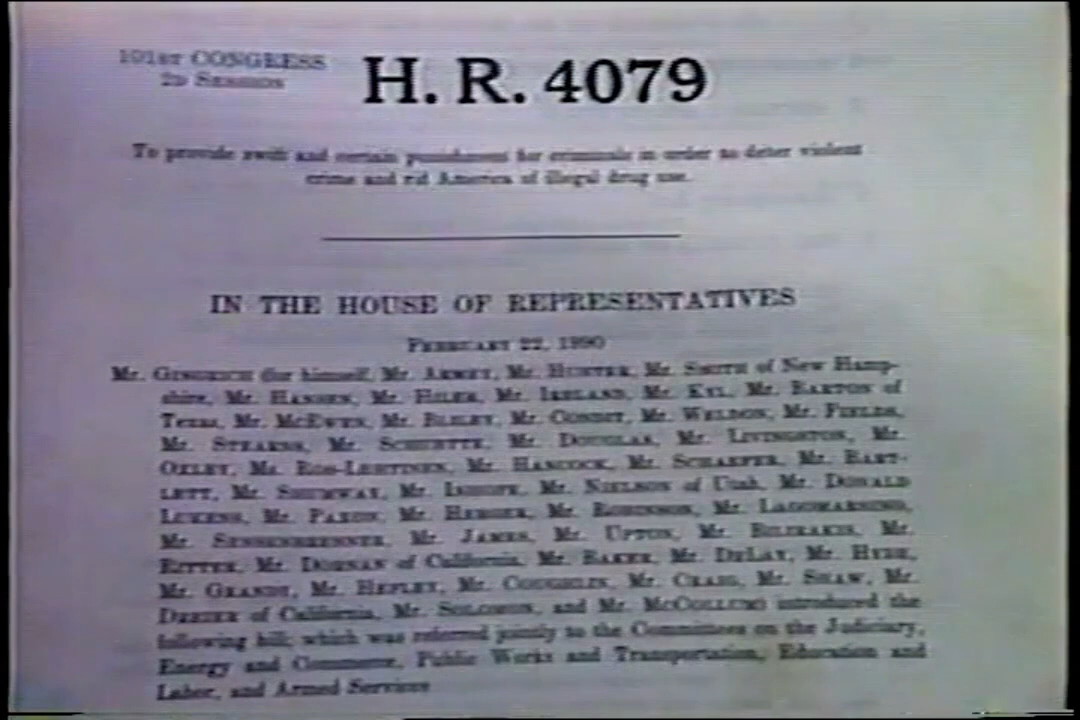 101ST CONGRESS
2D SESSION
H. R. 4079
To provide swift and certain punishment for criminals in order to deter violent
crime and rid America of illegal drug use.
IN THE HOUSE OF REPRESENTATIVES
FEBRUARY 22, 1990
Mr. GINGRICH (for himself, Mr. ARMEY, Mr. HUNTER, Mr. SMITH of New Hamp-
shire, Mr. HANSEN, Mr. HILER, Mr. IRELAND, Mr. KYL, Mr. BARTON of
Texas, Mr. MCEWEN, Mr. BLILEY, Mr. CONDIT, Mr. WELDON, Mr. FIELDS,
Mr. STEARNS, Mr. SCHUETTE, Mr. DOUGLAS, Mr. LIVINGSTON, Mr.
OXLEY, Ms. ROS-LEHTINEN, Mr. HANCOCK, Mr. SCHAEFER, Mr. BART-
LETT, Mr. SHUMWAY, Mr. INHOFE, Mr. NIELSON of Utah, Mr. DONALD
LUKENS, Mr. PAXON, Mr. HERGER, Mr. ROBINSON, Mr. LAGOMARSINO,
Mr. SENSENBRENNER, Mr. JAMES, Mr. UPTON, Mr. BILIRAKIS, Mr.
RITTER, Mr. DORNAN of California, Mr. BAKER, Mr. DELAY, Mr. HYDE,
Mr. GRANDY, Mr. HEFLEY, Mr. COUGHLIN, Mr. CRAIG, Mr. SHAW, Mr.
DREIER of California, Mr. SOLOMON, and Mr. MCCOLLUM) introduced the
following bill; which was referred jointly to the Committees on the Judiciary,
Energy and Commerce, Public Works and Transportation, Education and
Labor, and Armed Services